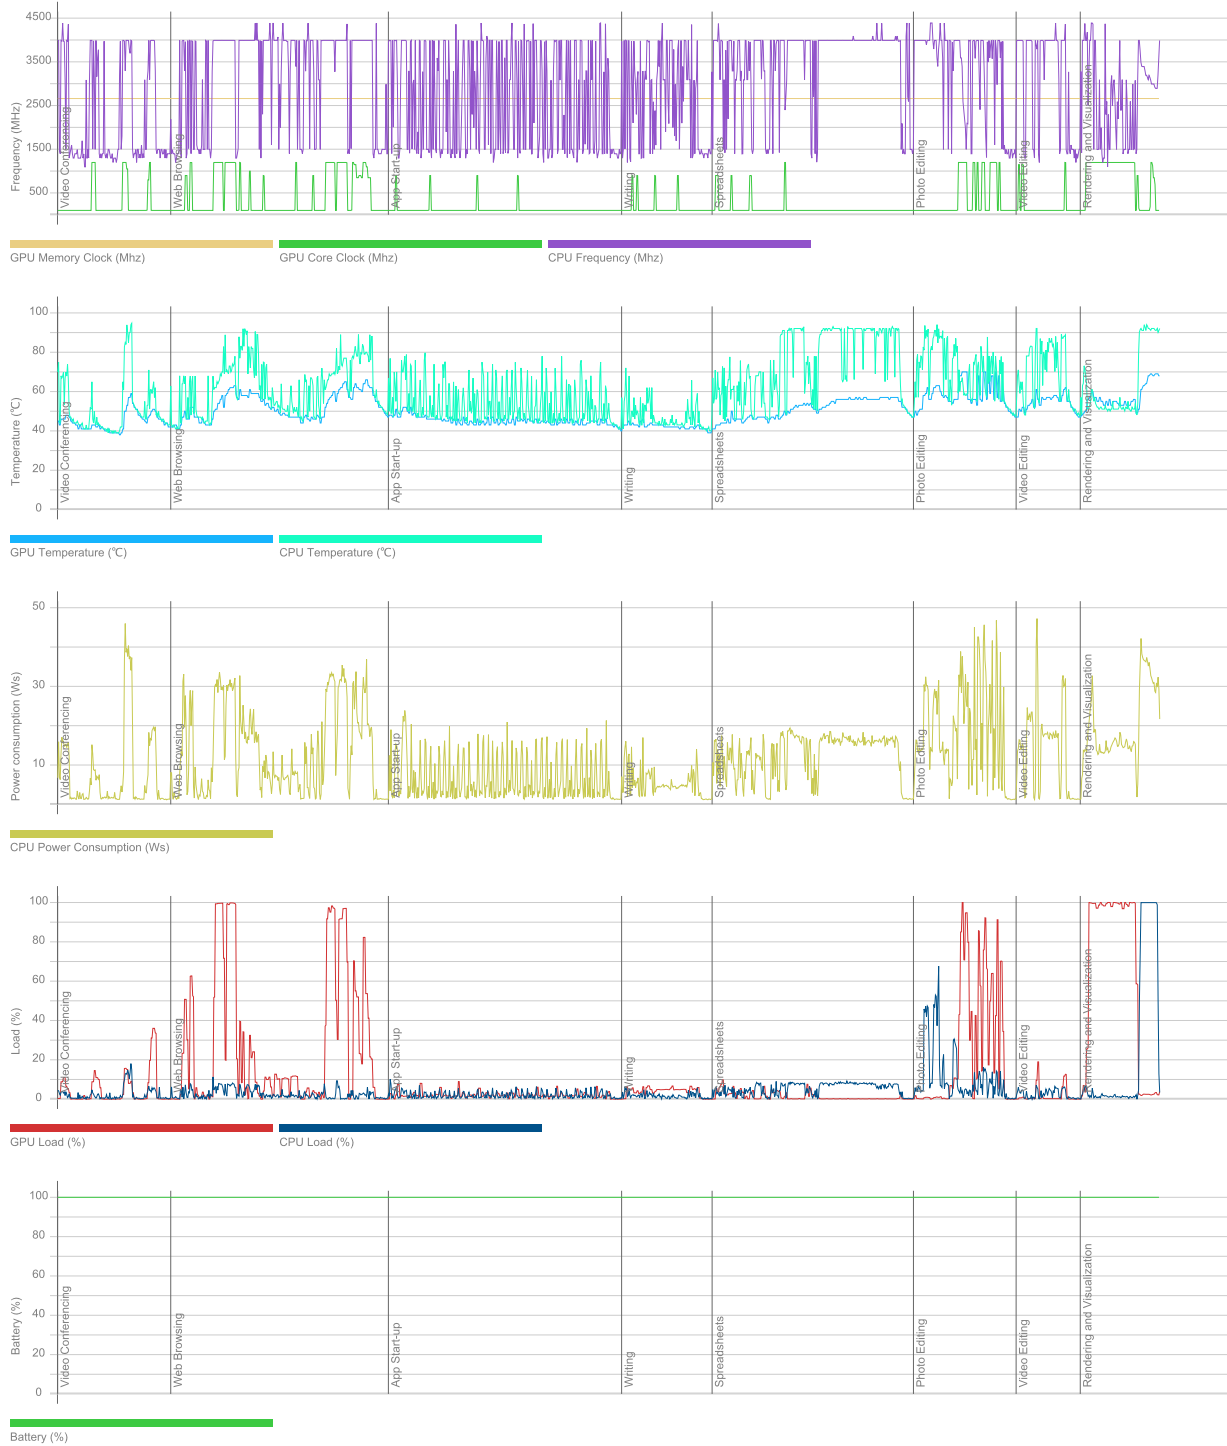 4500
3500
2500
1500
500
Frequency (MHz)
Video Conferencing
Web Browsing
App Start-up
Writing
Spreadsheets
Photo Editing
Video Editing
Rendering and Visualization
GPU Memory Clock (Mhz)
GPU Core Clock (Mhz)
CPU Frequency (Mhz)
100
80
60
40
20
0
Temperature (℃)
Video Conferencing
Web Browsing
App Start-up
Writing
Spreadsheets
Photo Editing
Video Editing
Rendering and Visualization
GPU Temperature (℃)
CPU Temperature (℃)
50
30
10
Power consumption (Ws)
Video Conferencing
Web Browsing
App Start-up
Writing
Spreadsheets
Photo Editing
Video Editing
Rendering and Visualization
CPU Power Consumption (Ws)
100
80
60
40
20
0
Load (%)
Video Conferencing
Web Browsing
App Start-up
Writing
Spreadsheets
Photo Editing
Video Editing
Rendering and Visualization
GPU Load (%)
CPU Load (%)
100
80
60
40
20
0
Battery (%)
Video Conferencing
Web Browsing
App Start-up
Writing
Spreadsheets
Photo Editing
Video Editing
Rendering and Visualization
Battery (%)